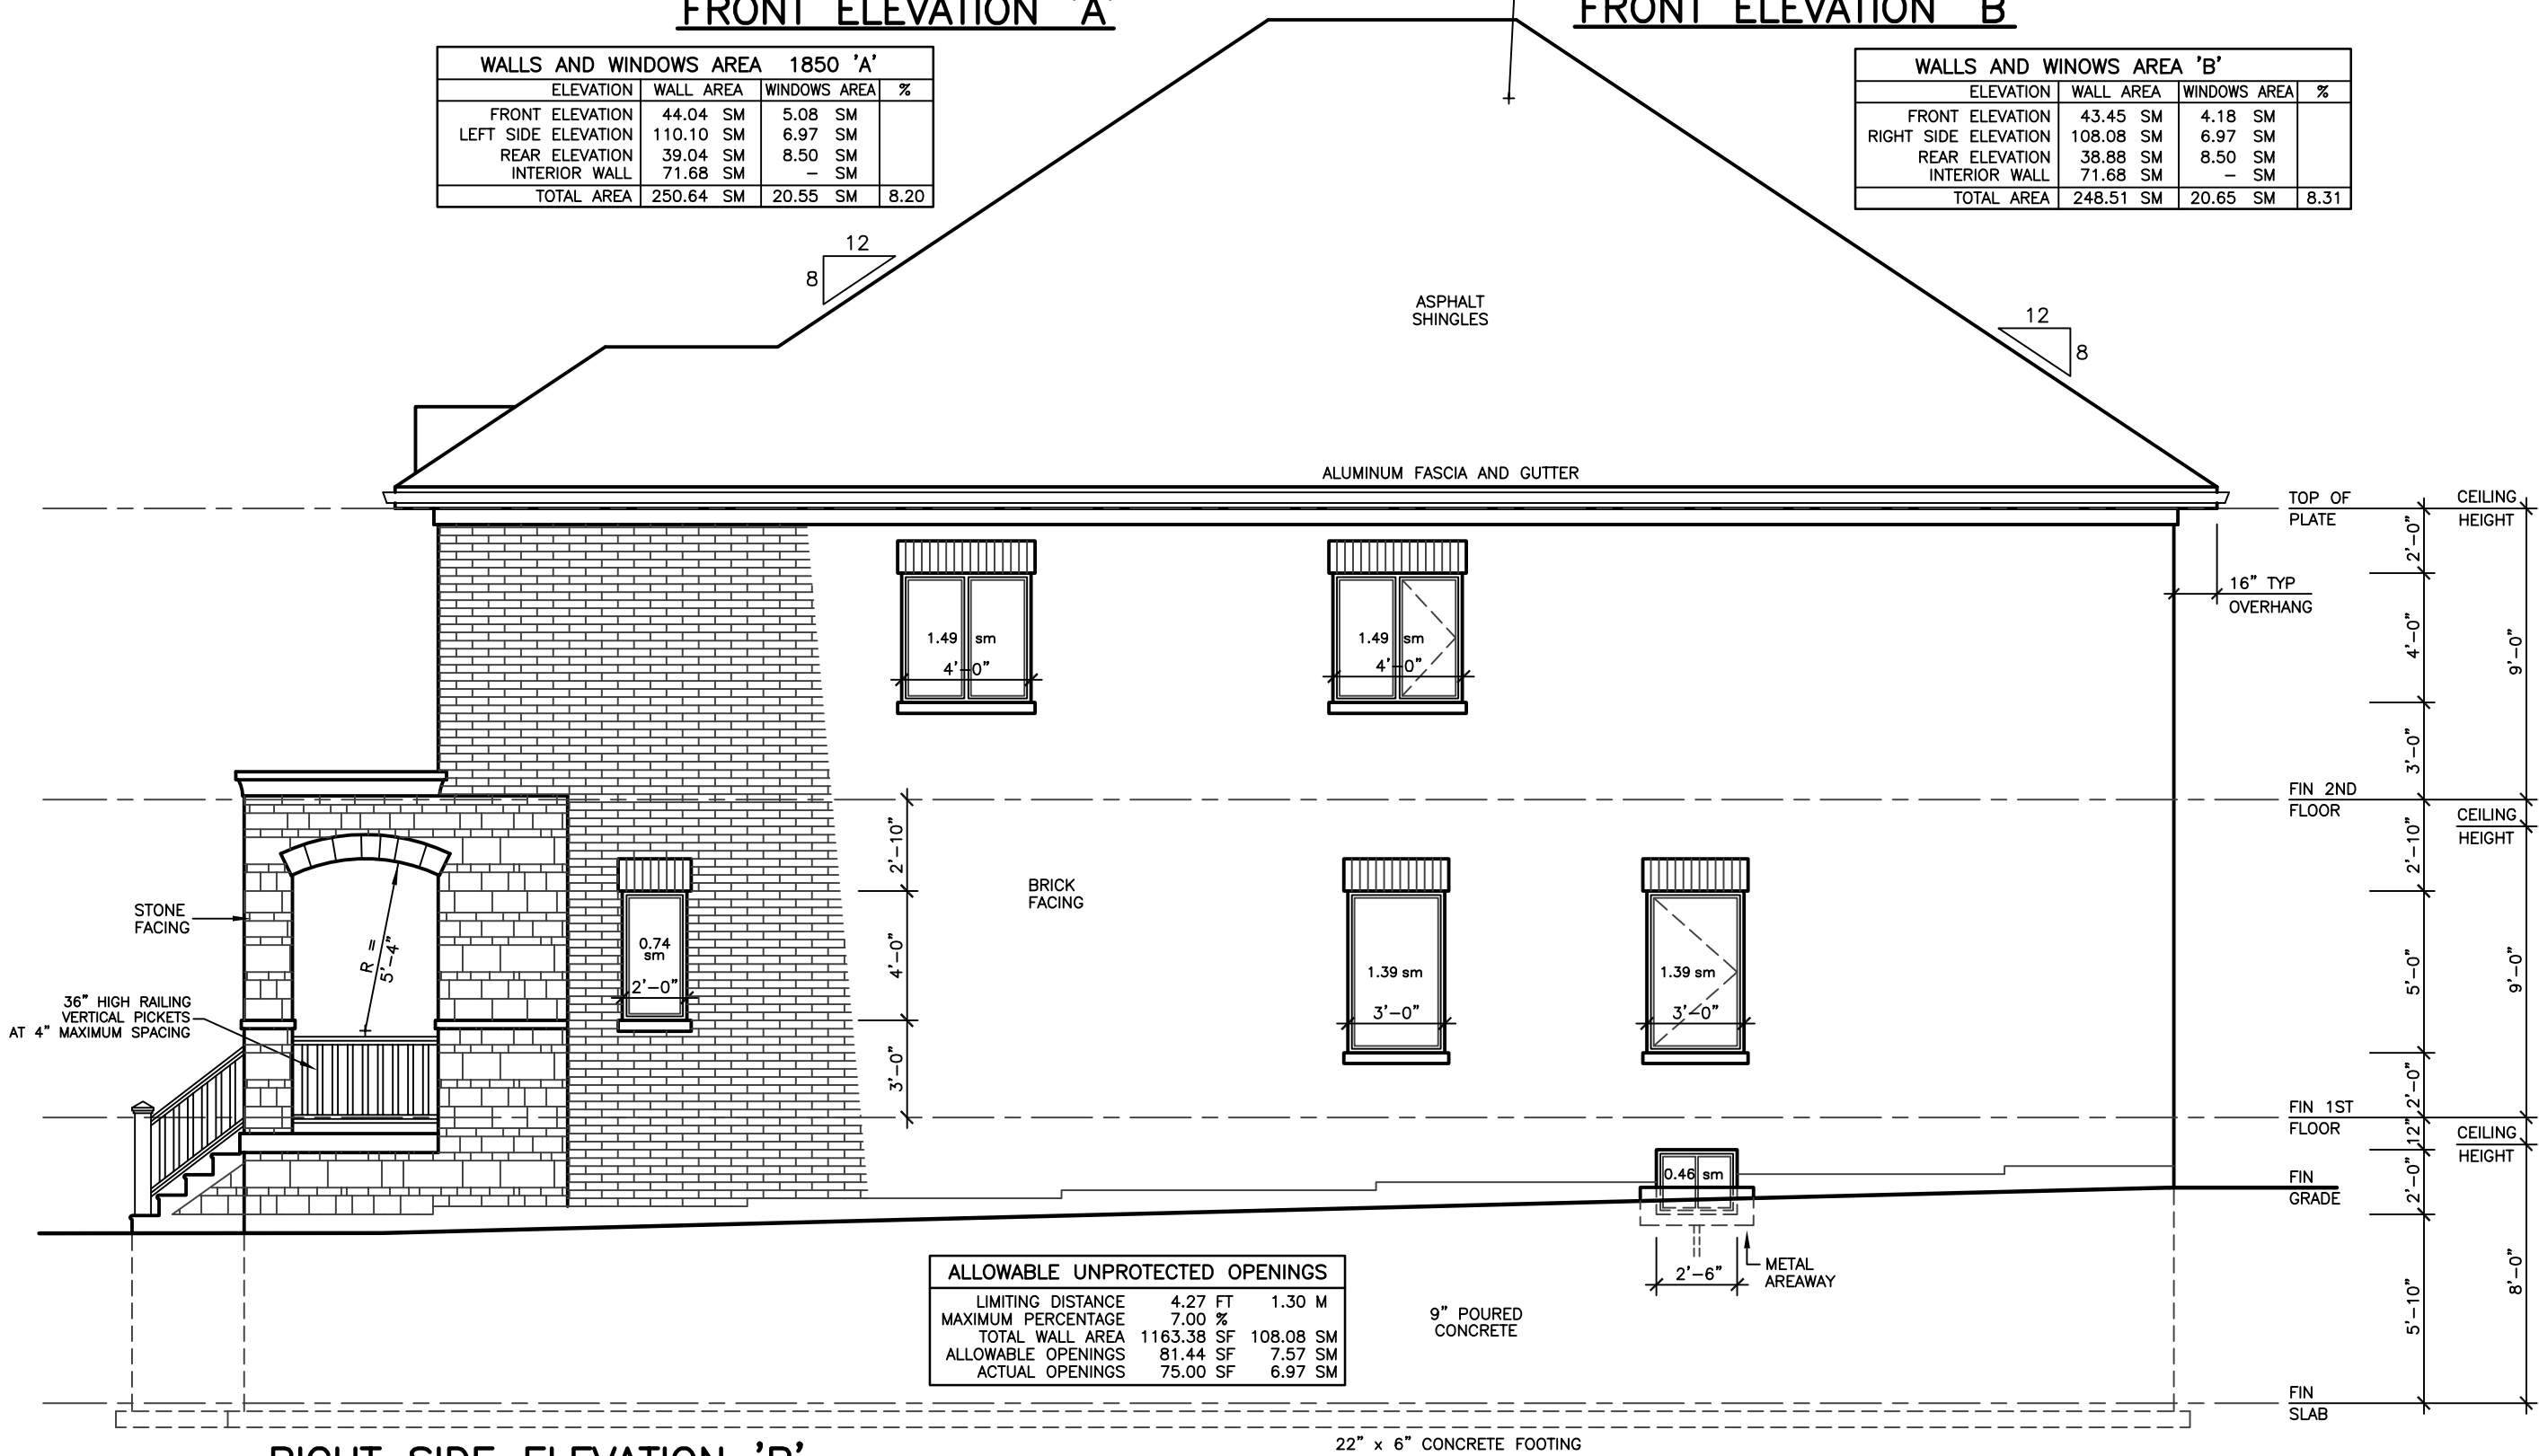 FRONT ELEVATION 'A'
FRONT ELEVATION 'B'
WALLS AND WINDOWS AREA 1850 'A'
ELEVATION WALL AREA WINDOWS AREA %
FRONT ELEVATION 44.04 SM 5.08 SM
LEFT SIDE ELEVATION 110.10 SM 6.97 SM
REAR ELEVATION 39.04 SM 8.50 SM
INTERIOR WALL 71.68 SM – SM
TOTAL AREA 250.64 SM 20.55 SM 8.20
WALLS AND WINOWS AREA 'B'
ELEVATION WALL AREA WINDOWS AREA %
FRONT ELEVATION 43.45 SM 4.18 SM
RIGHT SIDE ELEVATION 108.08 SM 6.97 SM
REAR ELEVATION 38.88 SM 8.50 SM
INTERIOR WALL 71.68 SM – SM
TOTAL AREA 248.51 SM 20.65 SM 8.31
12
8
ASPHALT
SHINGLES
12
8
ALUMINUM FASCIA AND GUTTER
TOP OF
PLATE
CEILING
HEIGHT
2'–0"
16" TYP
OVERHANG
1.49 sm
4'–0"
1.49 sm
4'–0"
4'–0"
9'–0"
3'–0"
FIN 2ND
FLOOR
CEILING
HEIGHT
2'–10"
2'–10"
BRICK
FACING
STONE
FACING
R =
5'–4"
0.74
sm
2'–0"
4'–0"
1.39 sm
3'–0"
1.39 sm
3'–0"
5'–0"
9'–0"
36" HIGH RAILING
VERTICAL PICKETS
AT 4" MAXIMUM SPACING
3'–0"
2'–0"
FIN 1ST
FLOOR
12"
CEILING
HEIGHT
0.46 sm
2'–0"
FIN
GRADE
METAL
AREAWAY
2'–6"
8'–0"
5'–10"
ALLOWABLE UNPROTECTED OPENINGS
LIMITING DISTANCE 4.27 FT 1.30 M
MAXIMUM PERCENTAGE 7.00 %
TOTAL WALL AREA 1163.38 SF 108.08 SM
ALLOWABLE OPENINGS 81.44 SF 7.57 SM
ACTUAL OPENINGS 75.00 SF 6.97 SM
9" POURED
CONCRETE
FIN
SLAB
22" x 6" CONCRETE FOOTING
RIGHT SIDE ELEVATION 'B'